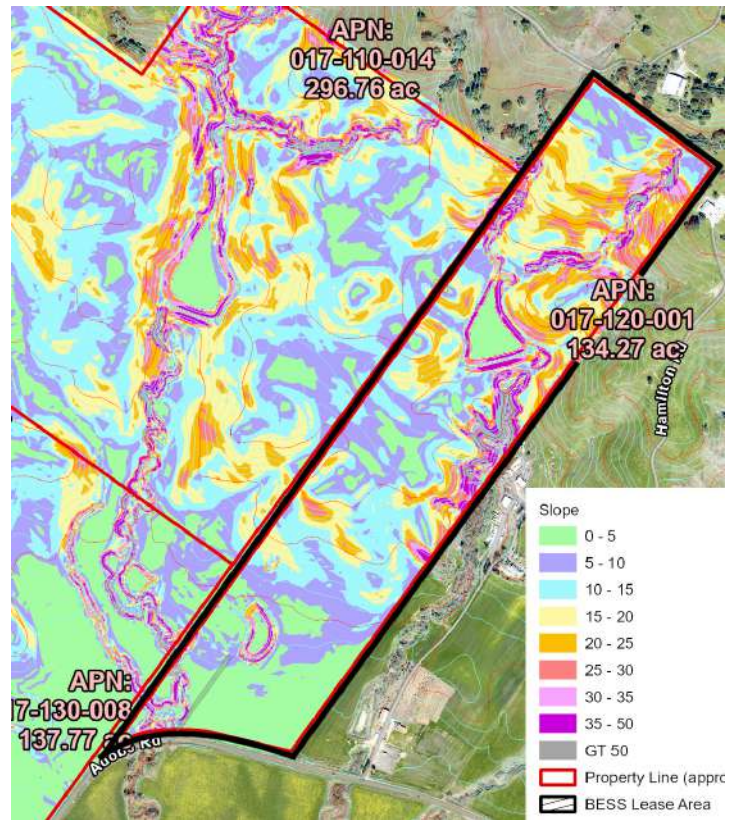 APN:
017-110-014
296.76 ac
APN:
017-120-001
134.27 ac
Hamilton
APN:
17-130-008
137.77
Rd
Slope
0 - 5
5 - 10
10 - 15
15 - 20
20 - 25
25 - 30
30 - 35
35 - 50
GT 50
Property Line (appro
BESS Lease Area